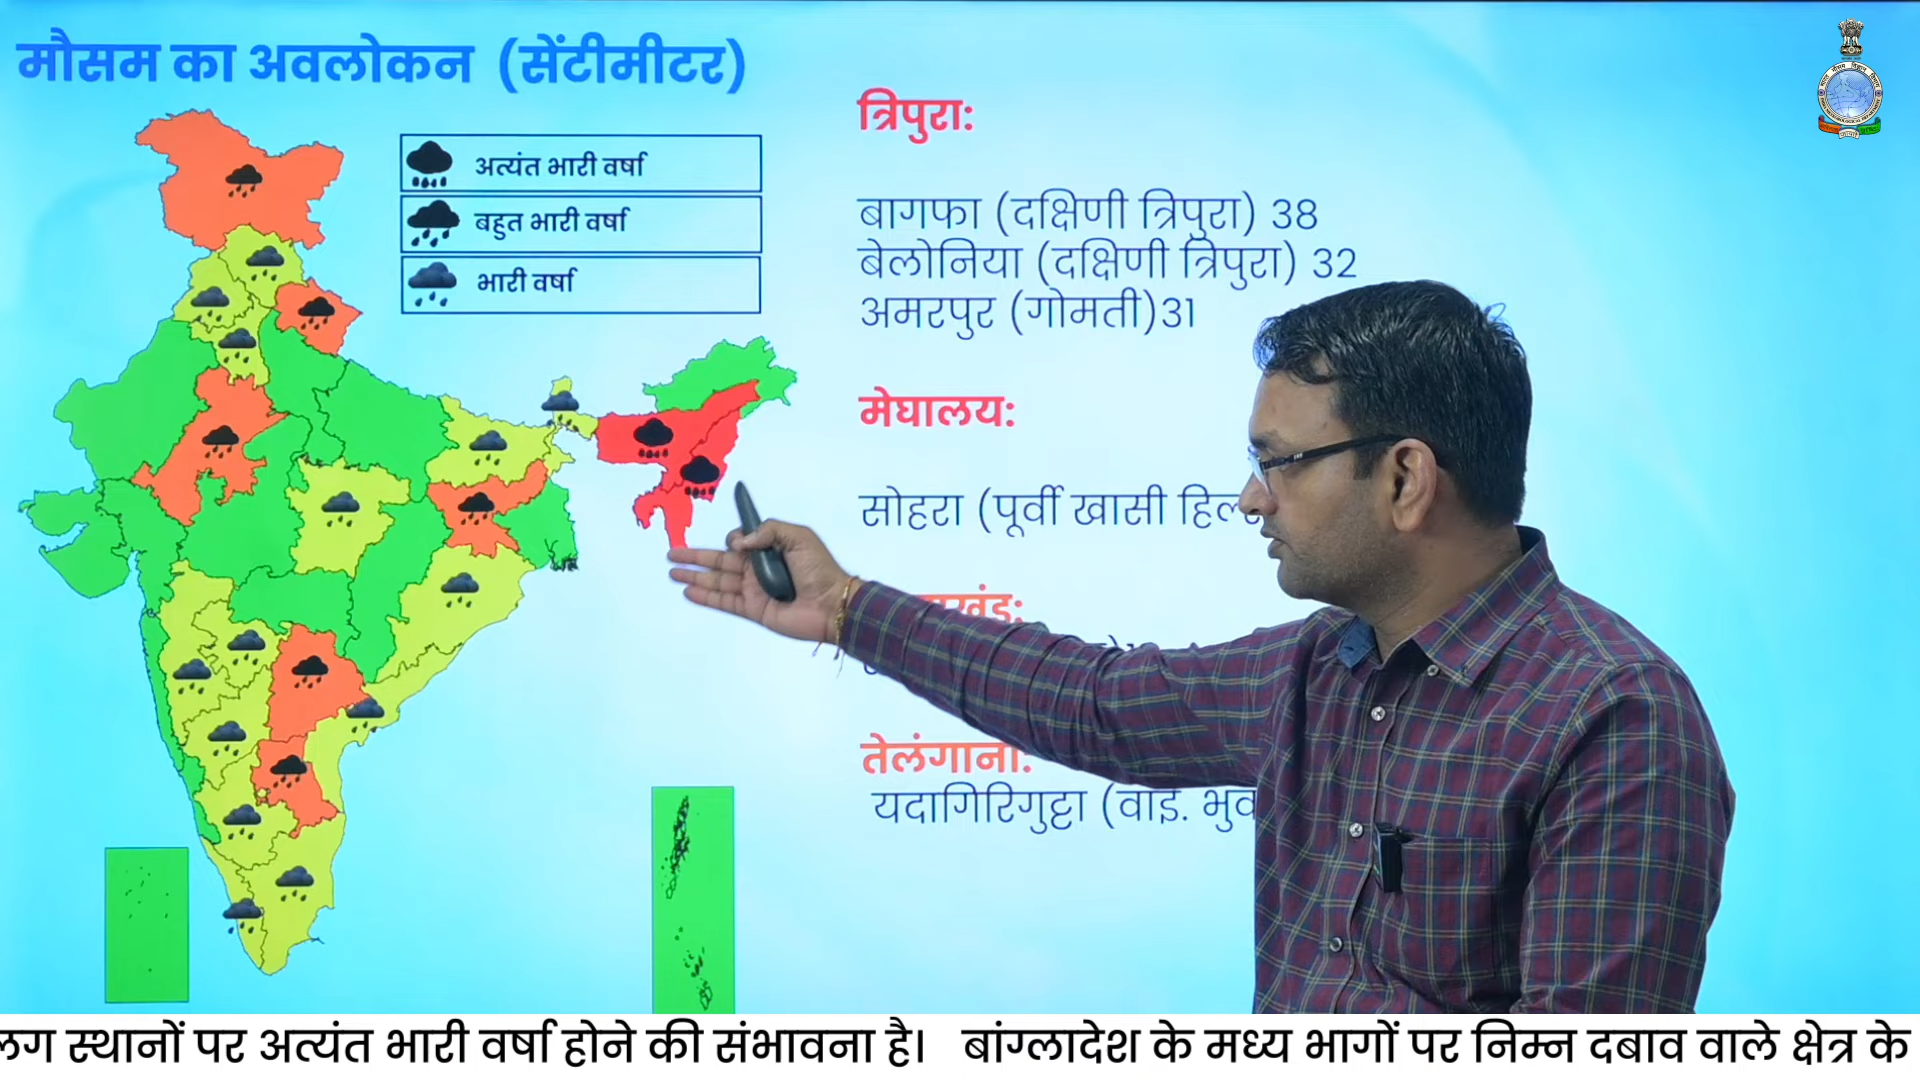 मौसम का अवलोकन (सेंटीमीटर)
अत्यंत भारी वर्षा
बहुत भारी वर्षा
भारी वर्षा
त्रिपुरा:
बागफा (दक्षिणी त्रिपुरा) 38
बेलोनिया (दक्षिणी त्रिपुरा) 32
अमरपुर (गोमती)31
मेघालय:
सोहरा (पूर्वी खासी
तेलंगाना:
यदागिरिगुट्टा (वाइ.
स्थानों पर अत्यंत भारी वर्षा होने की संभावना है। बांग्लादेश के मध्य भागों पर निम्न दबाव वाले क्षेत्र के